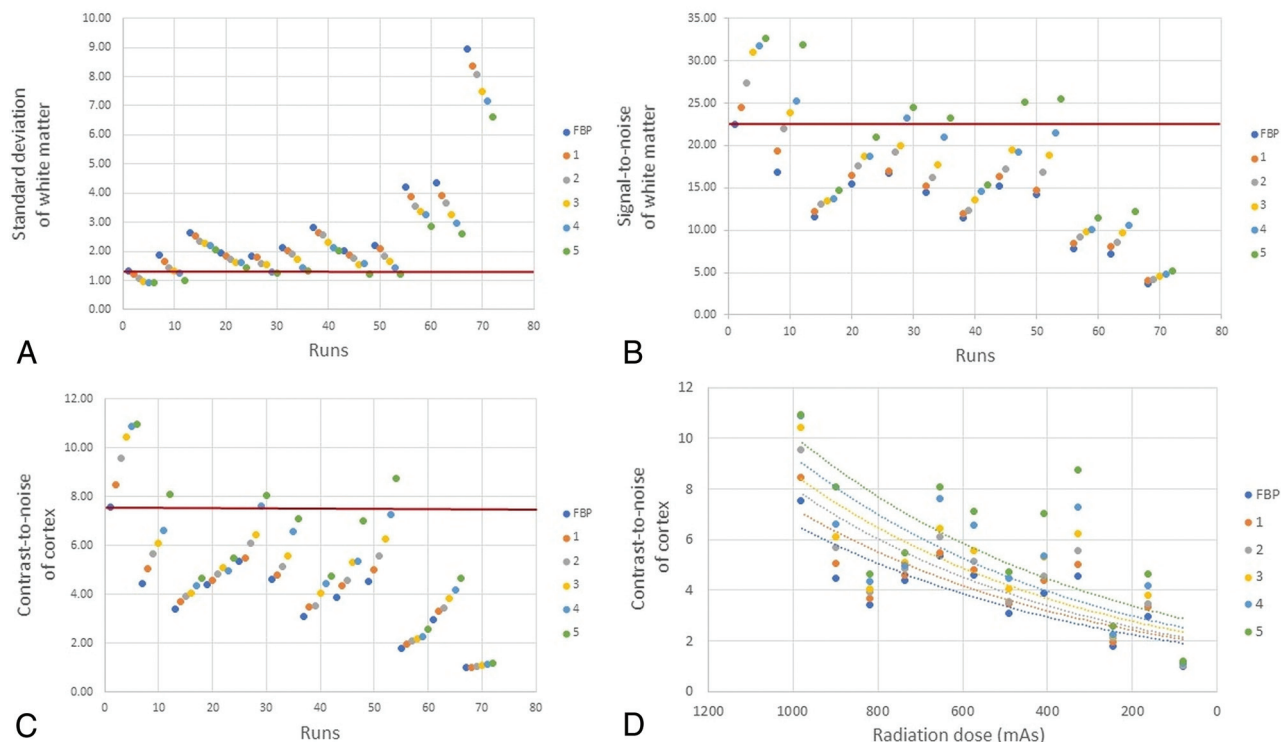 Standard deviation
of white matter
10.00
9.00
8.00
7.00
6.00
5.00
4.00
3.00
2.00
1.00
0.00
0 10 20 30 40 50 60 70 80
Runs
FBP
1
2
3
4
5
A
Signal-to-noise
of white matter
35.00
30.00
25.00
20.00
15.00
10.00
5.00
0.00
0 10 20 30 40 50 60 70 80
Runs
FBP
1
2
3
4
5
B
Contrast-to-noise
of cortex
12.00
10.00
8.00
6.00
4.00
2.00
0.00
0 10 20 30 40 50 60 70 80
Runs
FBP
1
2
3
4
5
C
Contrast-to-noise
of cortex
12
10
8
6
4
2
0
1200 1000 800 600 400 200 0
Radiation dose (mAs)
FBP
1
2
3
4
5
D